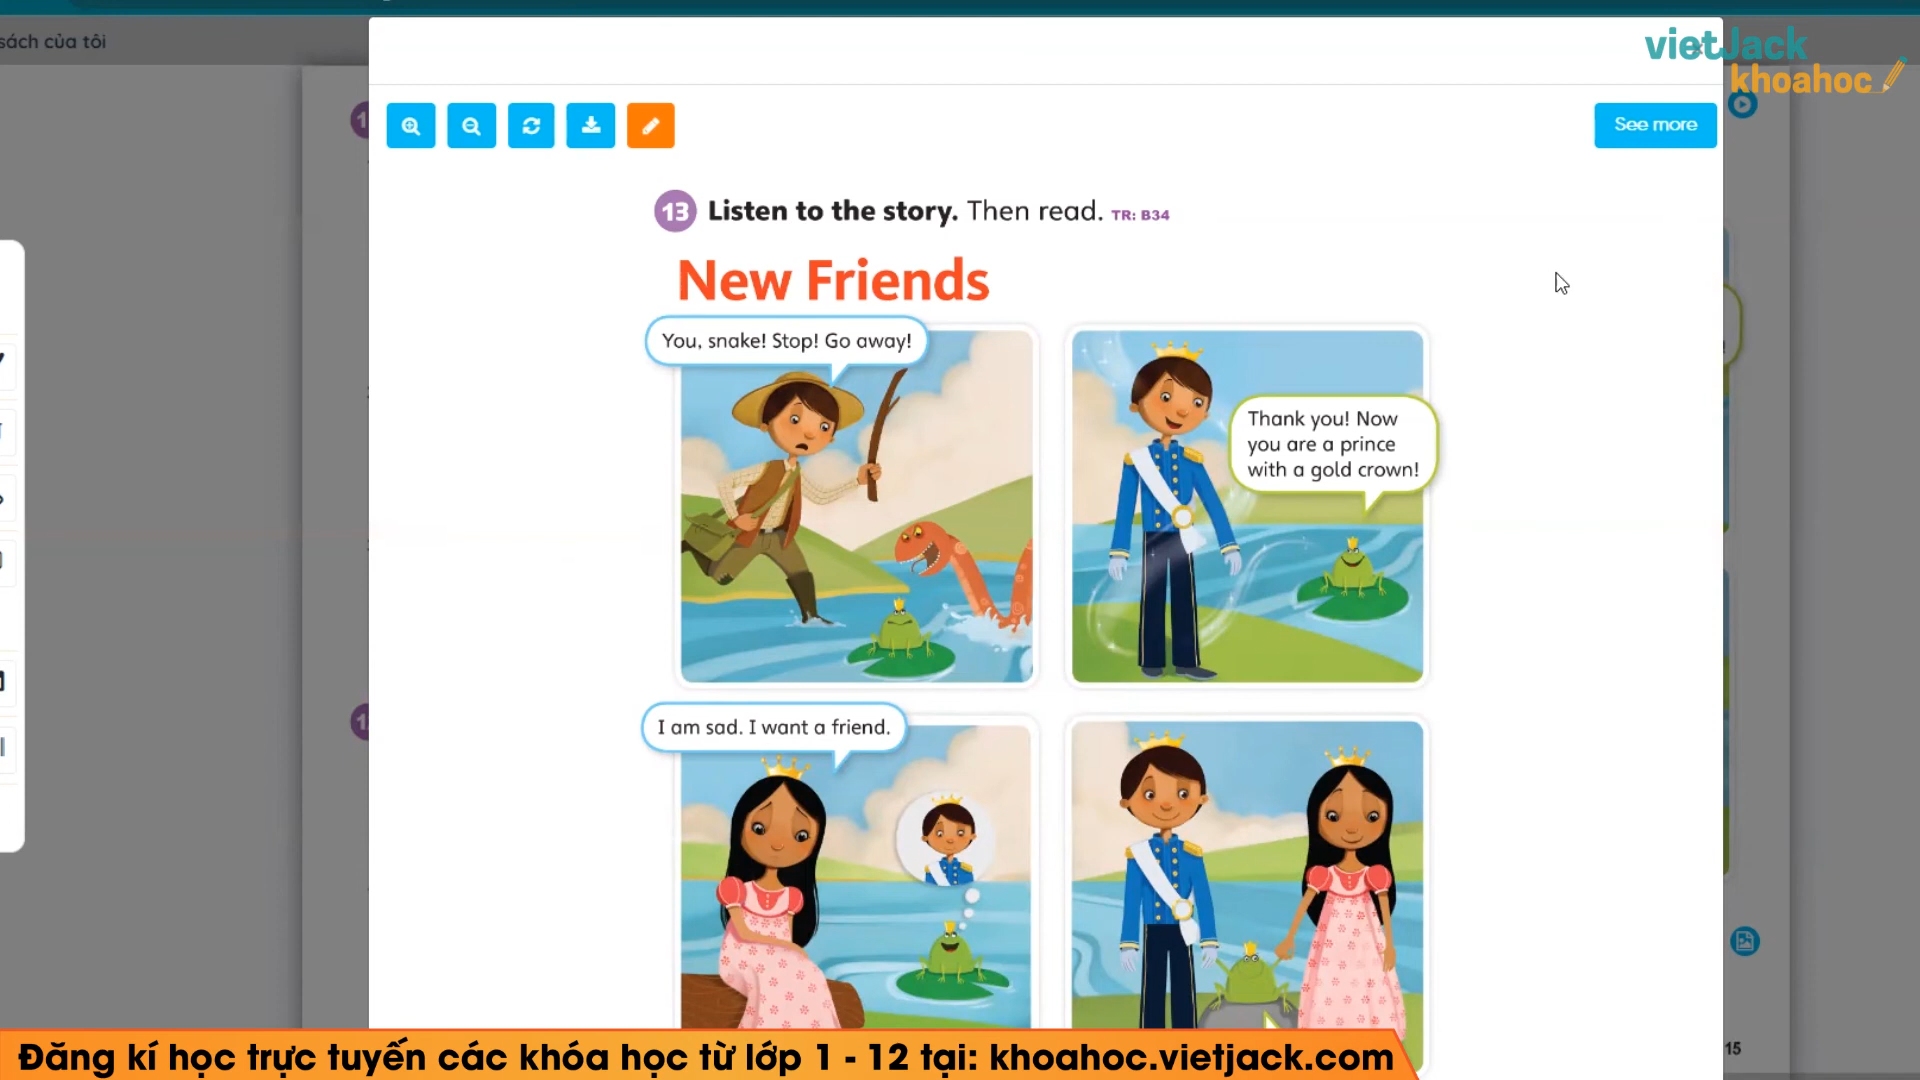 sách của tôi
vietJack
khoahoc
See more
13 Listen to the story. Then read. TR: B34
New Friends
You, snake! Stop! Go away!
Thank you! Now
you are a prince
with a gold crown!
I am sad. I want a friend.
15
Đăng kí học trực tuyến các khóa học từ lớp 1 - 12 tại: khoahoc.vietjack.com